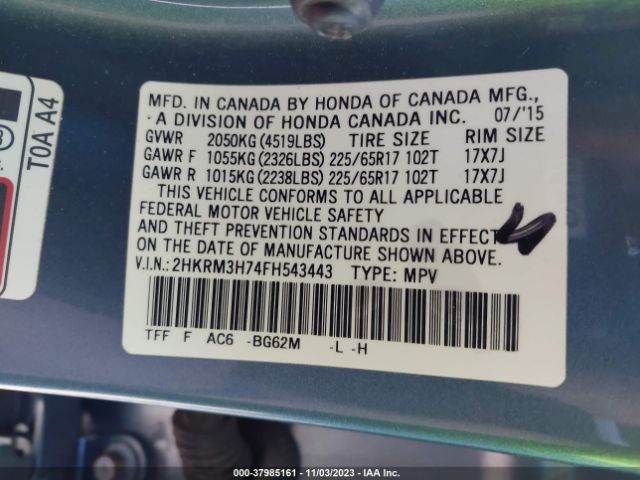 T0A A4
®
MFD. IN CANADA BY HONDA OF CANADA MFG.,
A DIVISION OF HONDA CANADA INC. 07/'15
GVWR 2050KG (4519LBS) TIRE SIZE RIM SIZE
GAWR F 1055KG (2326LBS) 225/65R17 102T 17X7J
GAWR R 1015KG (2238LBS) 225/65R17 102T 17X7J
THIS VEHICLE CONFORMS TO ALL APPLICABLE
FEDERAL MOTOR VEHICLE SAFETY
AND THEFT PREVENTION STANDARDS IN EFFECT
ON THE DATE OF MANUFACTURE SHOWN ABOVE.
V.I.N.:2HKRM3H74FH543443 TYPE: MPV
TFF F AC6 -BG62M -L -H
000-37985161 - 11/03/2023 - IAA Inc.